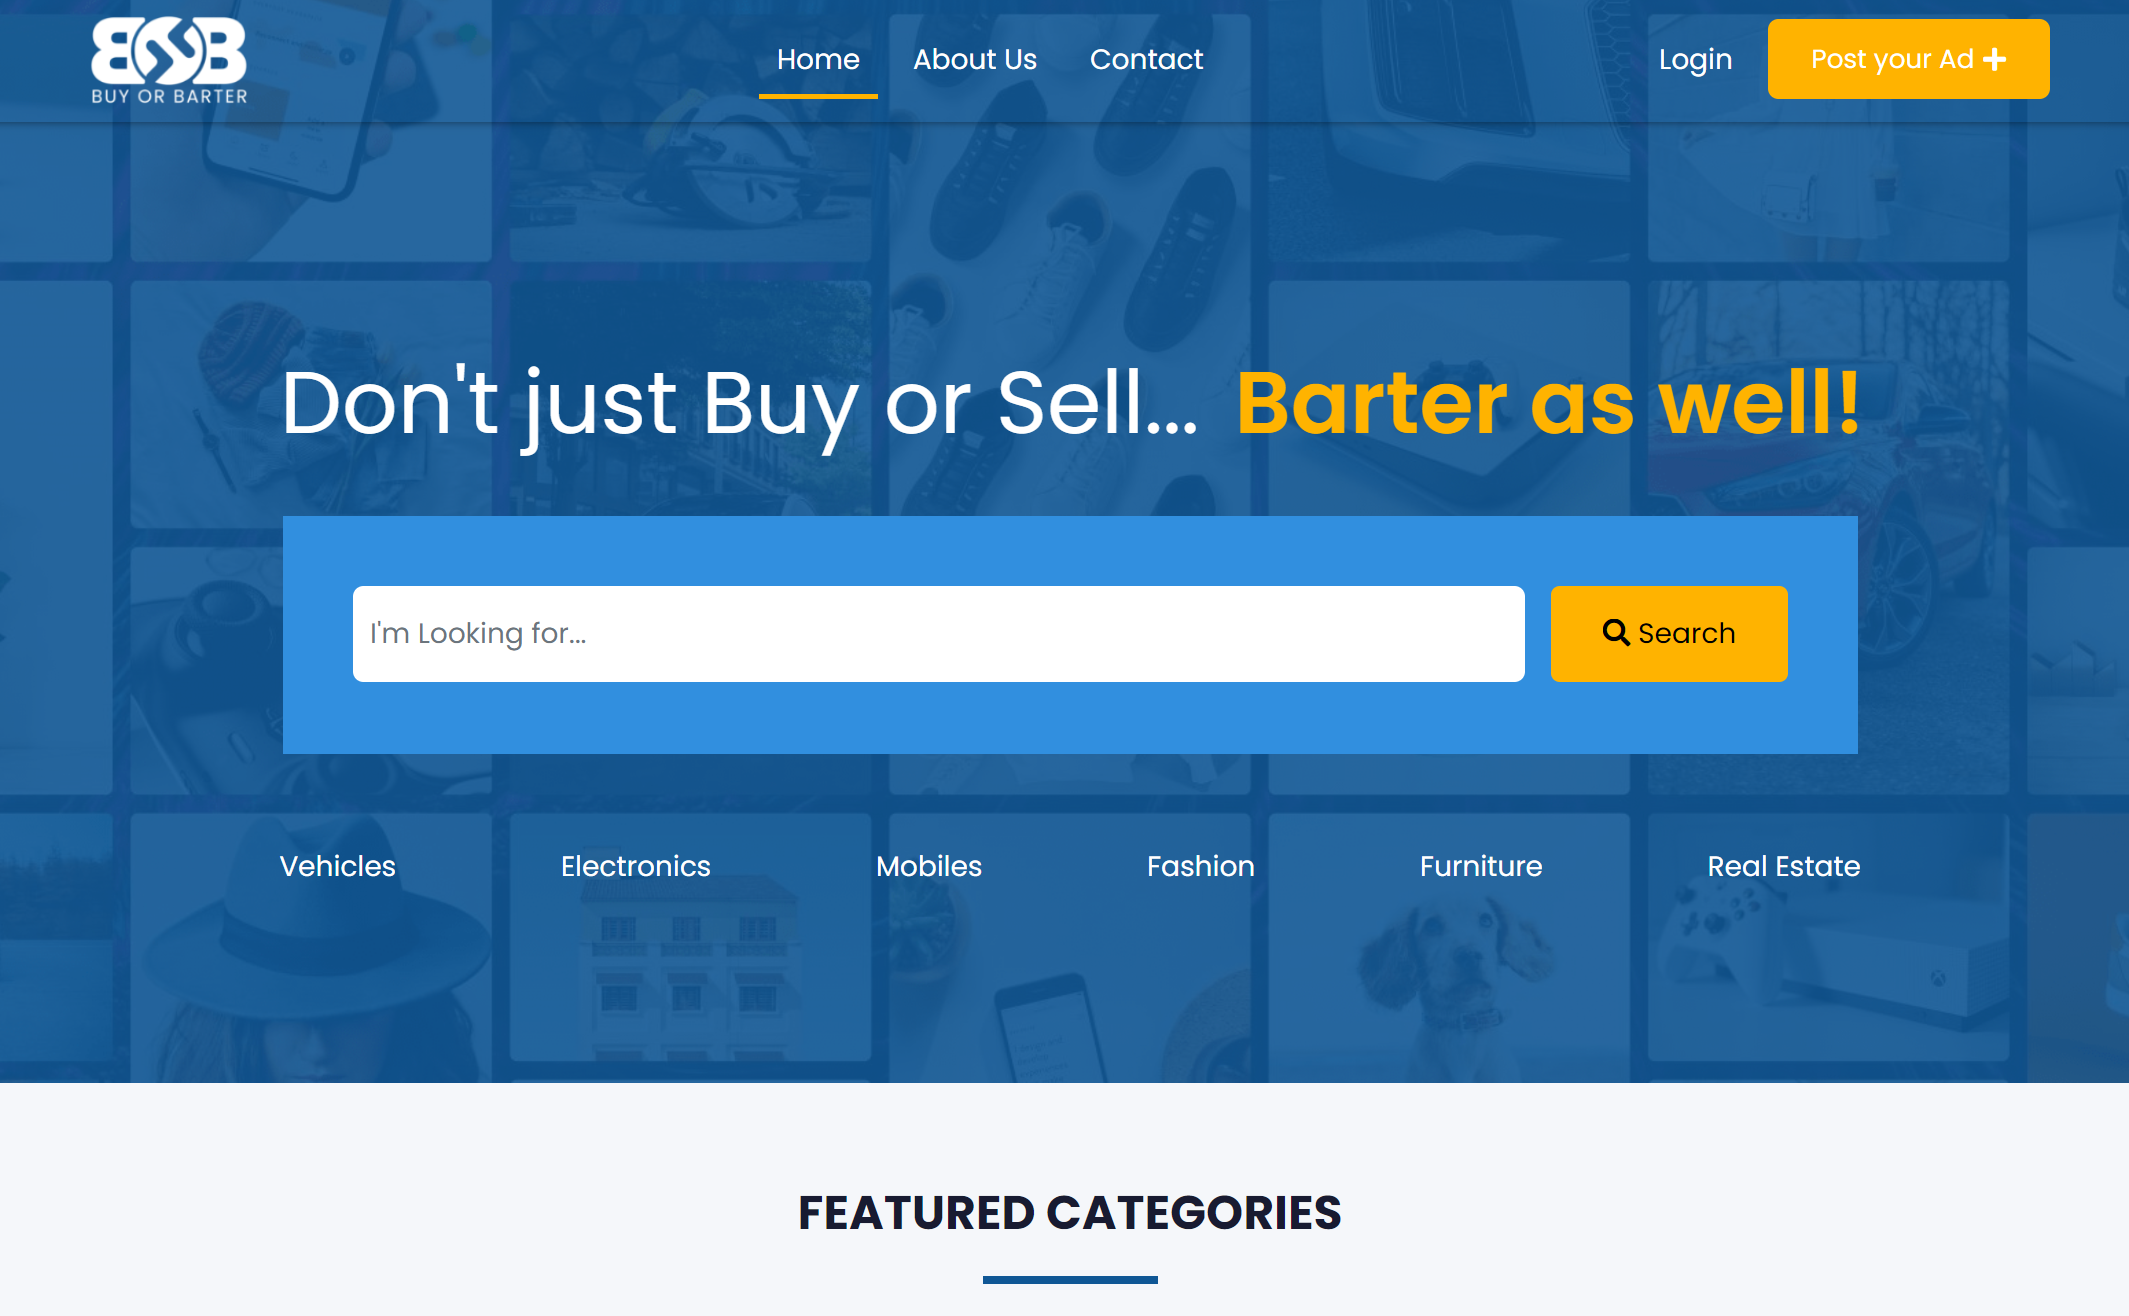 BOB
BUY OR BARTER
Home
About Us
Contact
Login
Post your Ad
Don't just Buy or Sell... Barter as well!
I'm Looking for...
Search
Vehicles
Electronics
Mobiles
Fashion
Furniture
Real Estate
FEATURED CATEGORIES